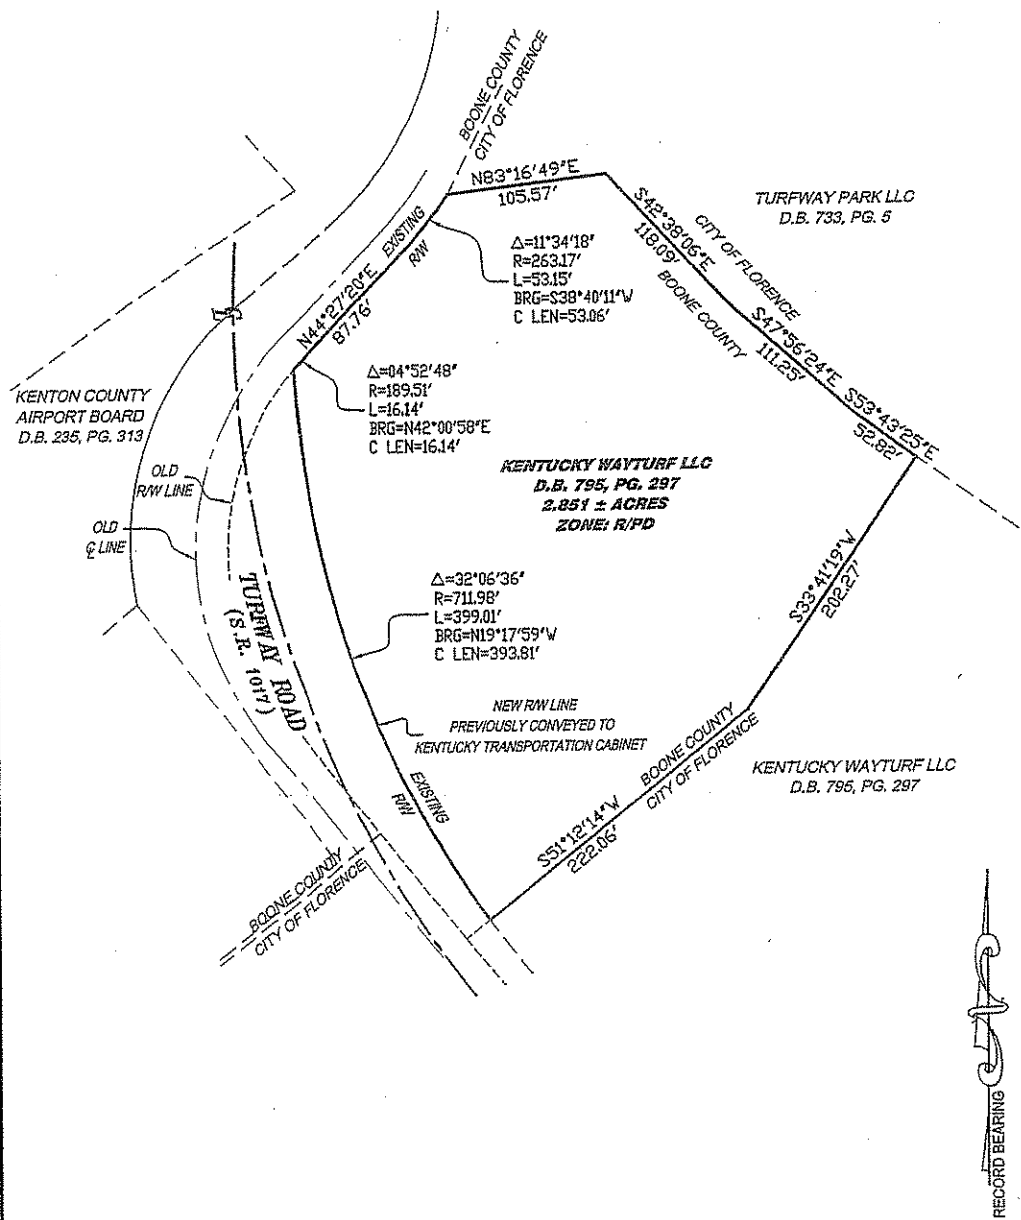 BOONE COUNTY
CITY OF FLORENCE
N83°16'49"E
105.57'
TURFWAY PARK LLC
D.B. 733, PG. 5
S42°38'06"E
118.09'
CITY OF FLORENCE
BOONE COUNTY
Δ=11°34'18"
R=263.17'
L=53.15'
BRG=S38°40'11"W
C LEN=53.06'
EXISTING
R/W
N44°27'20"E
87.76'
S47°56'24"E
111.25'
S53°43'25"E
52.82'
Δ=04°52'48"
R=189.51'
L=16.14'
BRG=N42°00'58"E
C LEN=16.14'
KENTON COUNTY
AIRPORT BOARD
D.B. 235, PG. 313
OLD
R/W LINE
OLD
℄ LINE
KENTUCKY WAYTURF LLC
D.B. 795, PG. 297
2.851 ± ACRES
ZONE: R/PD
S33°41'19"W
202.27'
Δ=32°06'36"
R=711.98'
L=399.01'
BRG=N19°17'59"W
C LEN=393.81'
TURFWAY ROAD
(S.R. 1017)
NEW R/W LINE
PREVIOUSLY CONVEYED TO
KENTUCKY TRANSPORTATION CABINET
EXISTING
R/W
BOONE COUNTY
CITY OF FLORENCE
S51°12'14"W
222.06'
KENTUCKY WAYTURF LLC
D.B. 795, PG. 297
BOONE COUNTY
CITY OF FLORENCE
RECORD BEARING